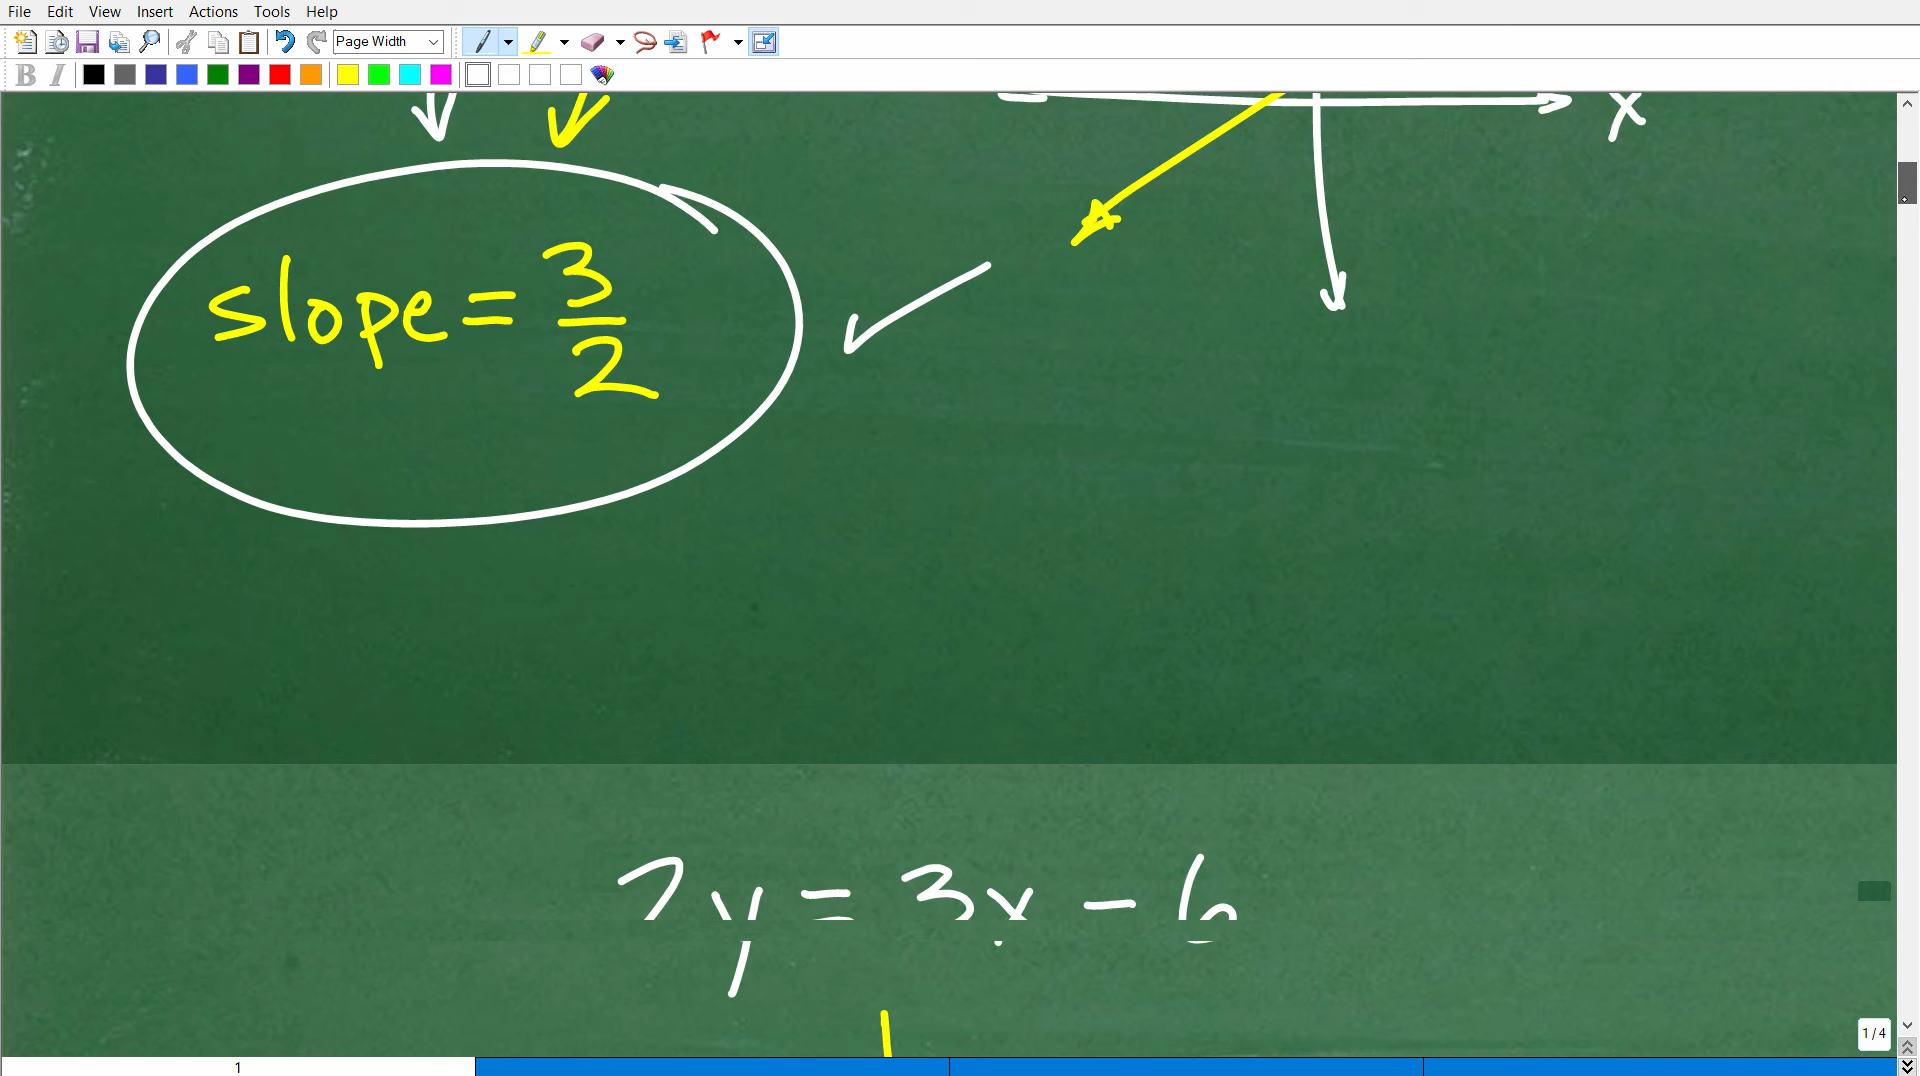 File Edit View Insert Actions Tools Help
Page Width
B I
x
slope = 3/2
2y = 3x - 6
1 / 4
1